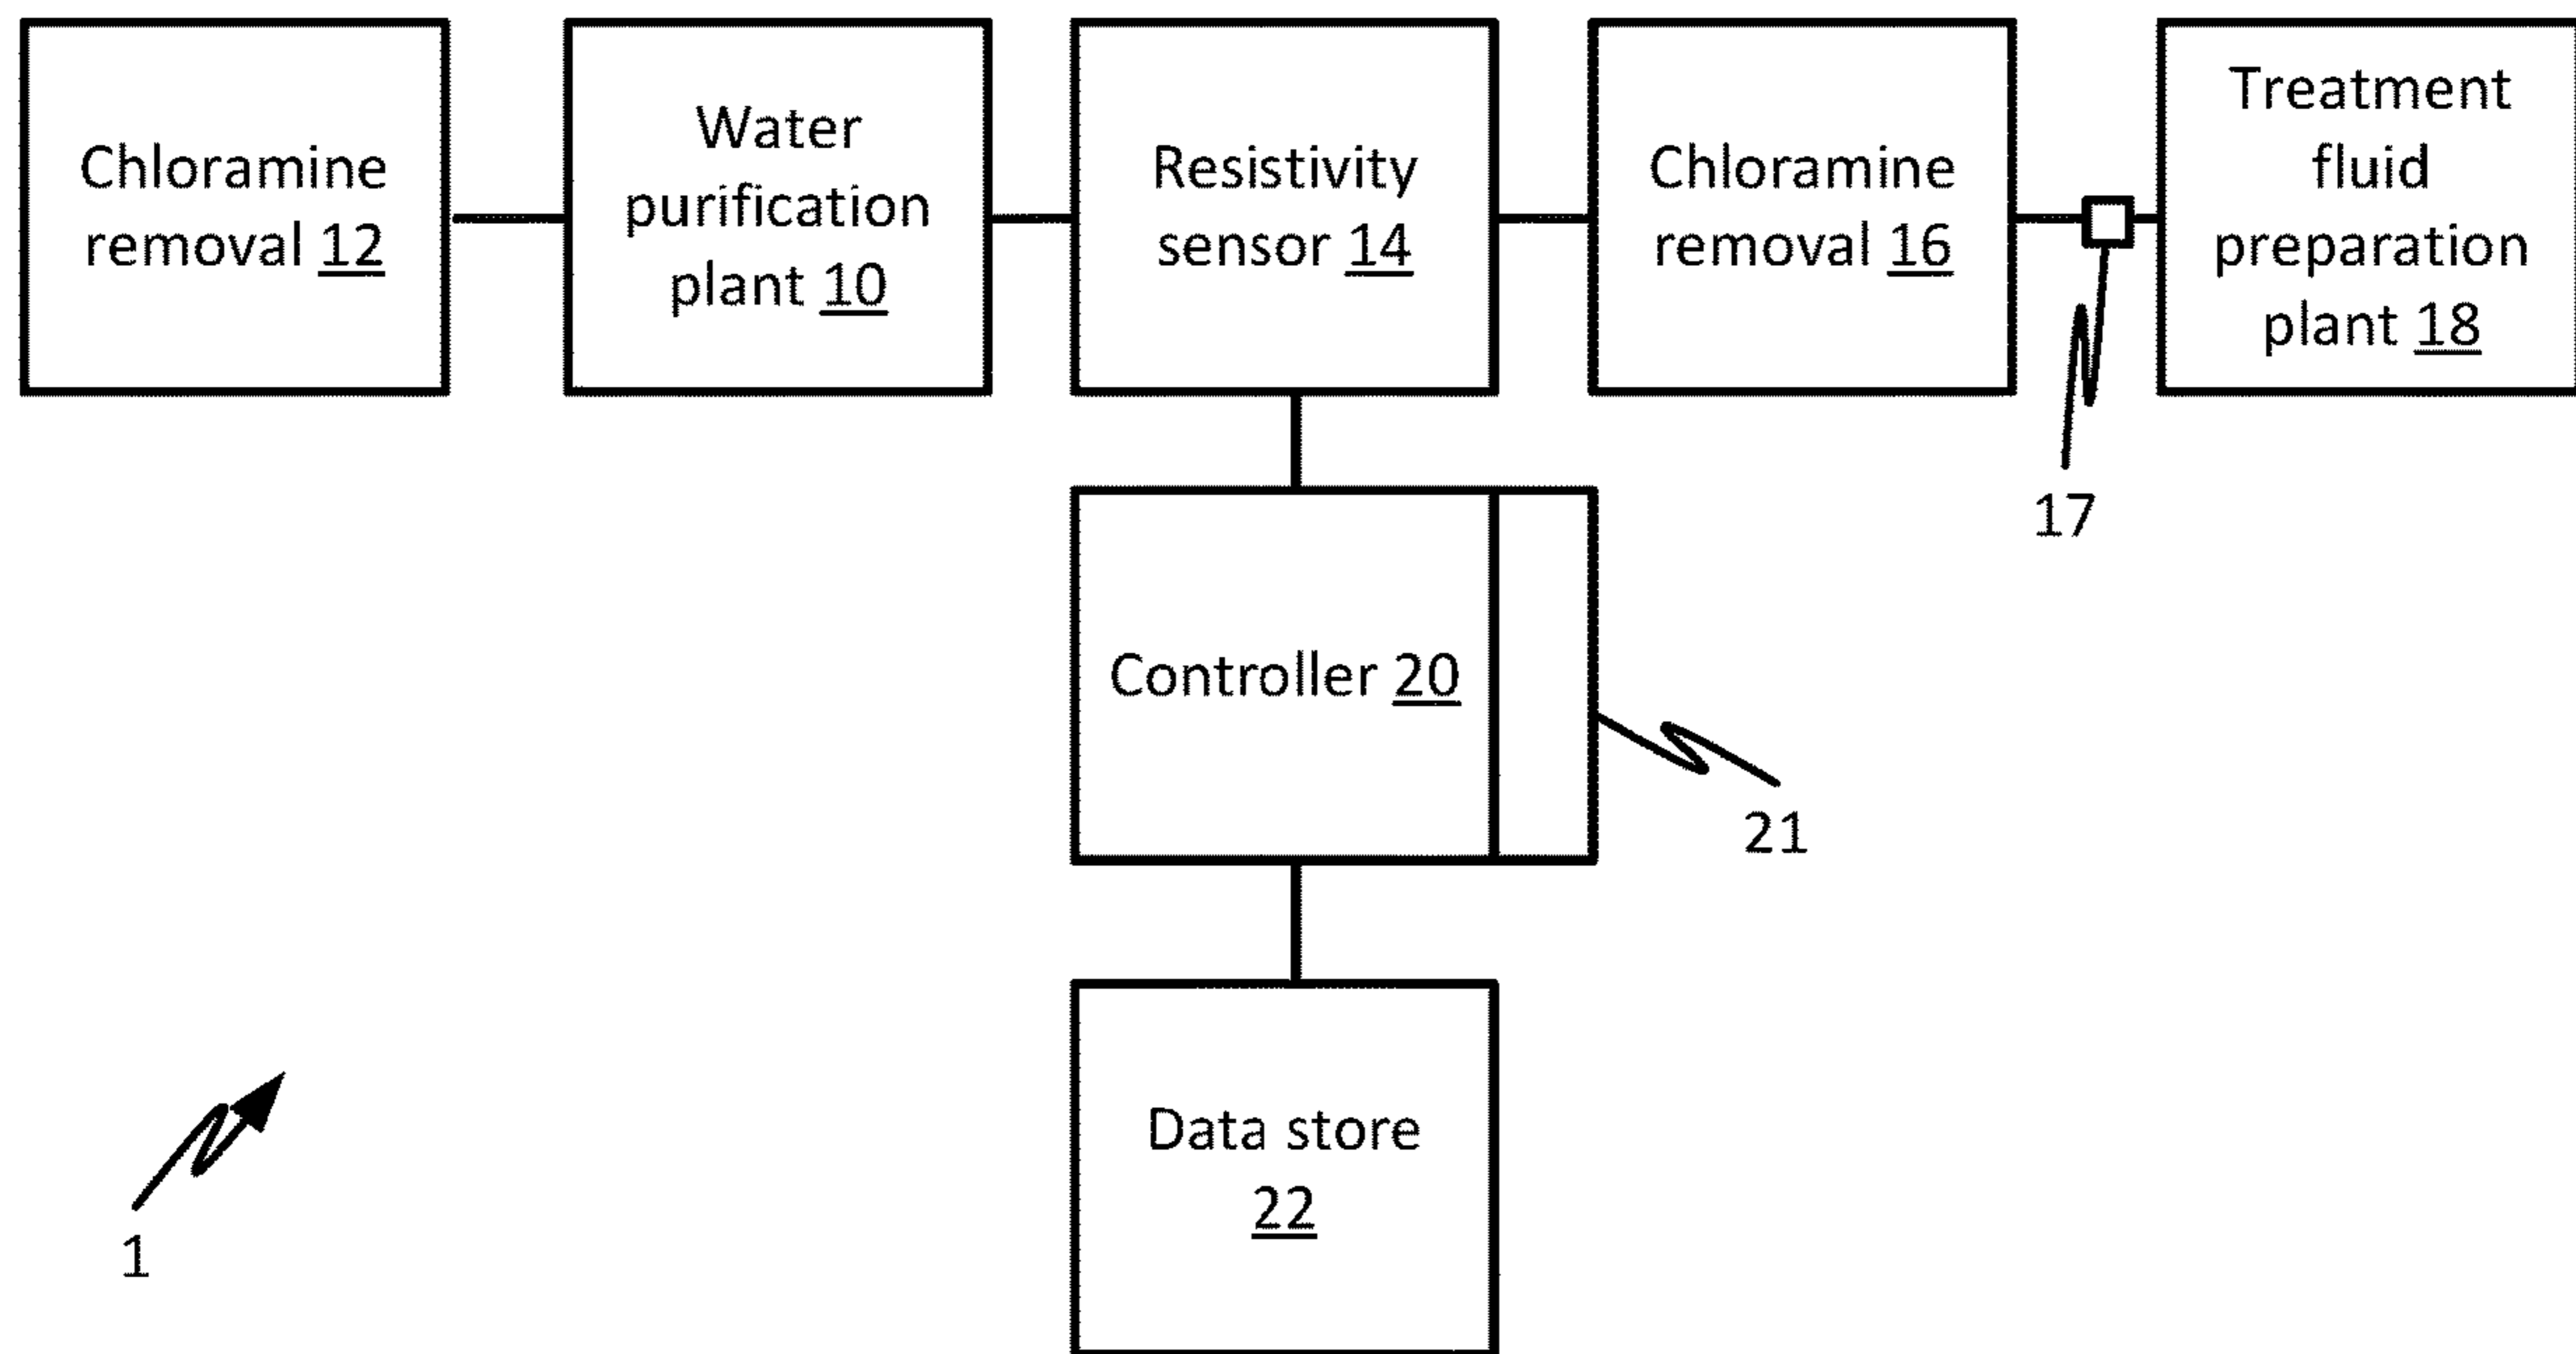 Chloramine
removal 12
Water
purification
plant 10
Resistivity
sensor 14
Chloramine
removal 16
Treatment
fluid
preparation
plant 18
17
Controller 20
21
Data store
22
1